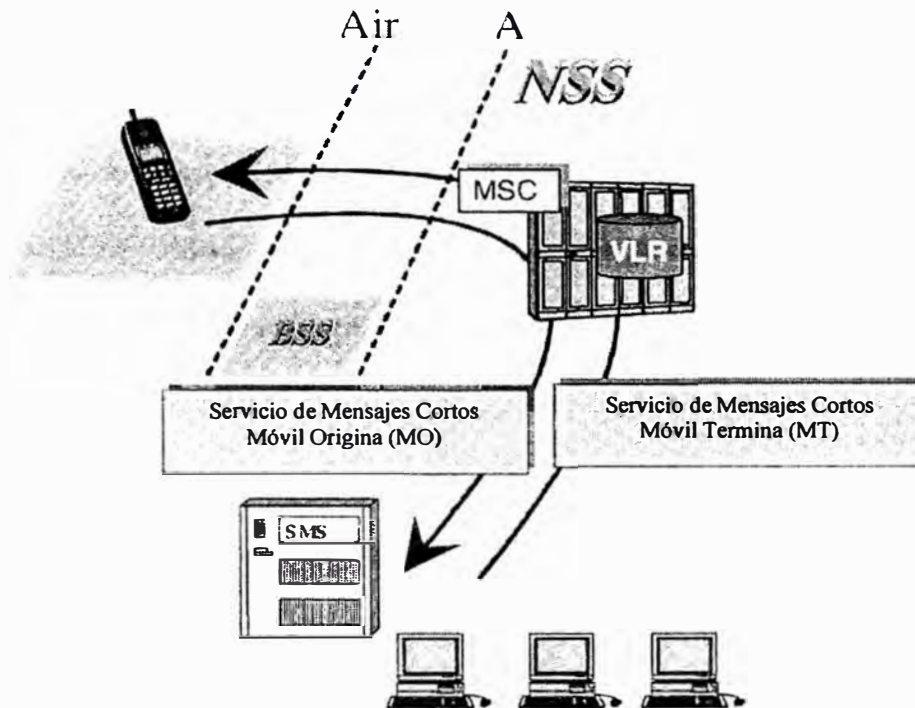 Air
A
NSS
MSC
VLR
BSS
Servicio de Mensajes Cortos
Móvil Origina (MO)
Servicio de Mensajes Cortos
Móvil Termina (MT)
SMS